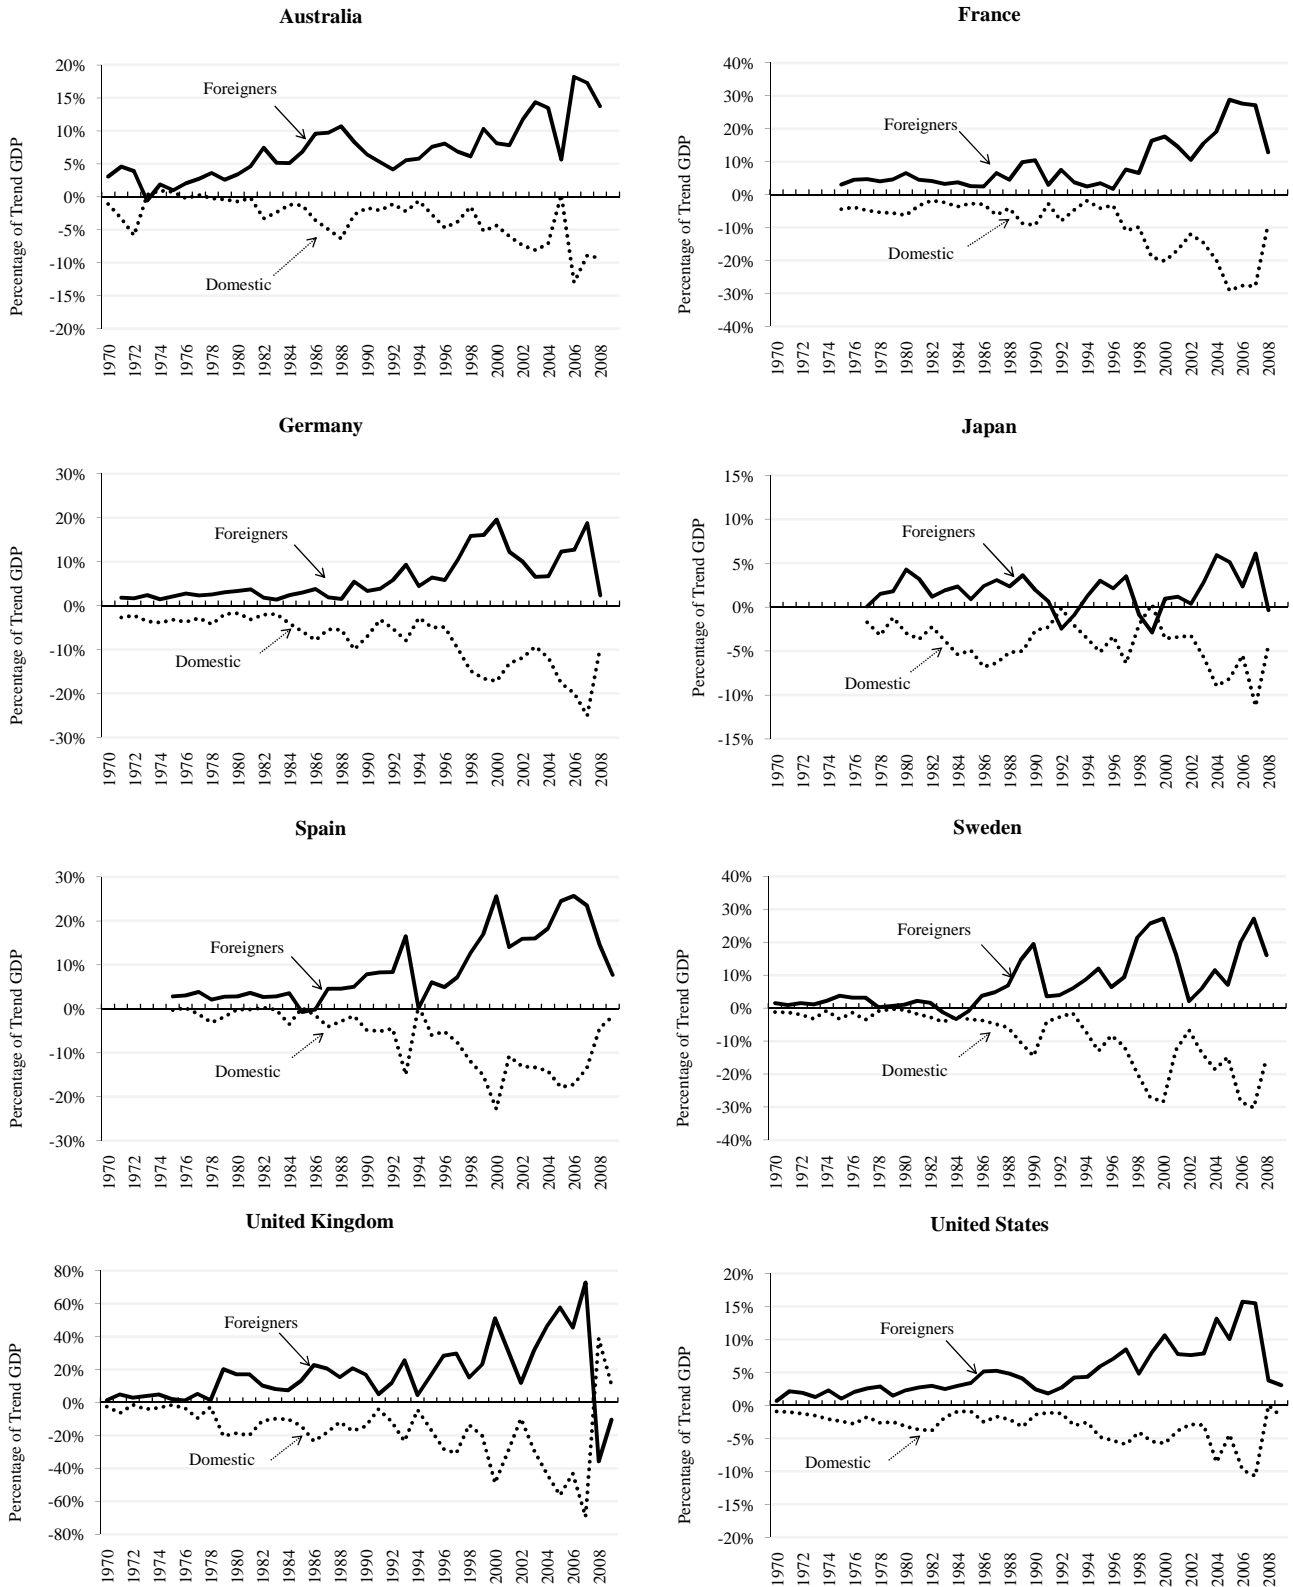 Australia
Percentage of Trend GDP
20%
15%
10%
5%
0%
-5%
-10%
-15%
-20%
Foreigners
Domestic
1970 1972 1974 1976 1978 1980 1982 1984 1986 1988 1990 1992 1994 1996 1998 2000 2002 2004 2006 2008
France
Percentage of Trend GDP
40%
30%
20%
10%
0%
-10%
-20%
-30%
-40%
Foreigners
Domestic
1970 1972 1974 1976 1978 1980 1982 1984 1986 1988 1990 1992 1994 1996 1998 2000 2002 2004 2006 2008
Germany
Percentage of Trend GDP
30%
20%
10%
0%
-10%
-20%
-30%
Foreigners
Domestic
1970 1972 1974 1976 1978 1980 1982 1984 1986 1988 1990 1992 1994 1996 1998 2000 2002 2004 2006 2008
Japan
Percentage of Trend GDP
15%
10%
5%
0%
-5%
-10%
-15%
Foreigners
Domestic
1970 1972 1974 1976 1978 1980 1982 1984 1986 1988 1990 1992 1994 1996 1998 2000 2002 2004 2006 2008
Spain
Percentage of Trend GDP
30%
20%
10%
0%
-10%
-20%
-30%
Foreigners
Domestic
1970 1972 1974 1976 1978 1980 1982 1984 1986 1988 1990 1992 1994 1996 1998 2000 2002 2004 2006 2008
Sweden
Percentage of Trend GDP
40%
30%
20%
10%
0%
-10%
-20%
-30%
-40%
Foreigners
Domestic
1970 1972 1974 1976 1978 1980 1982 1984 1986 1988 1990 1992 1994 1996 1998 2000 2002 2004 2006 2008
United Kingdom
Percentage of Trend GDP
80%
60%
40%
20%
0%
-20%
-40%
-60%
-80%
Foreigners
Domestic
1970 1972 1974 1976 1978 1980 1982 1984 1986 1988 1990 1992 1994 1996 1998 2000 2002 2004 2006 2008
United States
Percentage of Trend GDP
20%
15%
10%
5%
0%
-5%
-10%
-15%
-20%
Foreigners
Domestic
1970 1972 1974 1976 1978 1980 1982 1984 1986 1988 1990 1992 1994 1996 1998 2000 2002 2004 2006 2008